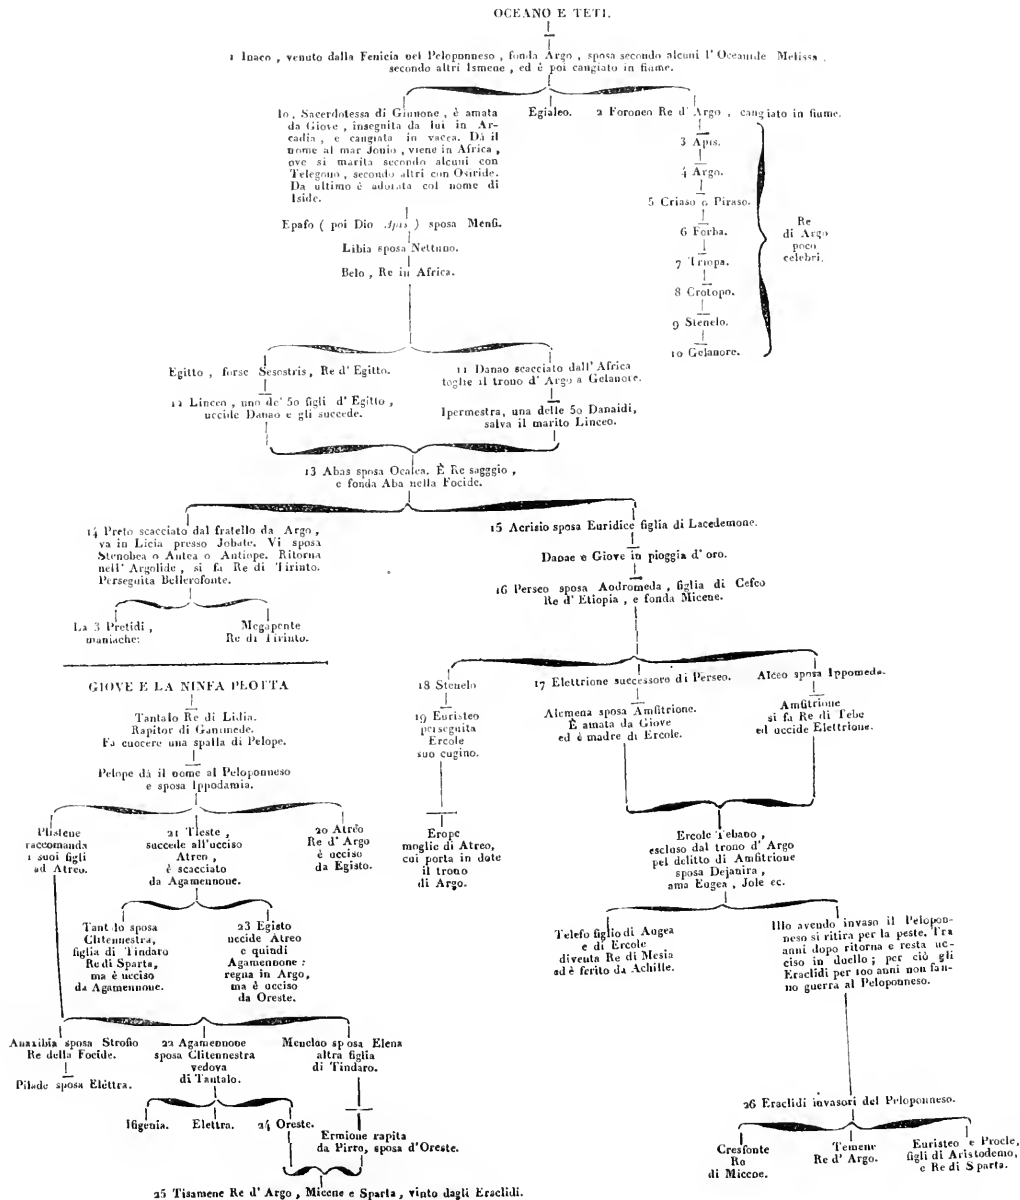 OCEANO E TETI.
1 Inaco, venuto dalla Fenicia nel Peloponneso, fonda Argo, sposa secondo alcuni l'Oceanide Melissa,
secondo altri Ismene, ed è poi cangiato in fiume.
Io, Sacerdotessa di Giunone, è amata
da Giove, insegnita da lui in Ar-
cadia, e cangiata in vacca. Dà il
nome al mar Jonio, viene in Africa,
ove si marita secondo alcuni con
Telegono, secondo altri con Osiride.
Da ultimo è adorata col nome di
Iside.
Egialeo.
2 Foroneo Re d'Argo, cangiato in fiume.
3 Apis.
4 Argo.
5 Criaso o Piraso.
6 Forba.
7 Triopa.
8 Crotopo.
9 Stenelo.
10 Gelanore.
Re
di Argo
poco
celebri.
Epafo (poi Dio Apis) sposa Menfi.
Libia sposa Nettuno.
Belo, Re in Africa.
Egitto, forse Sesostris, Re d'Egitto.
12 Linceo, uno de' 50 figli d'Egitto,
uccide Danao e gli succede.
11 Danao scacciato dall'Africa
toglie il trono d'Argo a Gelanore.
Ipermestra, una delle 50 Danaidi,
salva il marito Linceo.
13 Abas sposa Ocalea. È Re sagggio,
e fonda Aba nella Focide.
14 Preto scacciato dal fratello da Argo,
va in Licia presso Jobate. Vi sposa
Stenobea o Antea o Antiope. Ritorna
nell'Argolide, si fa Re di Tirinto.
Perseguita Bellerofonte.
La 3 Pretidi,
maniache:
Megapente
Re di Tirinto.
15 Acrisio sposa Euridice figlia di Lacedemone.
Danae e Giove in pioggia d'oro.
16 Perseo sposa Andromeda, figlia di Cefeo
Re d'Etiopia, e fonda Micene.
18 Stenelo
19 Euristeo
perseguita
Ercole
suo cugino.
Erope
moglie di Atreo,
cui porta in dote
il trono
di Argo.
17 Elettrione successoro di Perseo.
Alcmena sposa Amfitrione.
È amata da Giove
ed è madre di Ercole.
Alceo sposa Ippomeda.
Amfitrione
si fa Re di Tebe
ed uccide Elettrione.
Ercole Tebano,
escluso dal trono d'Argo
pel delitto di Amfitrione
sposa Dejanira,
ama Eugea, Jole ec.
Telefo figlio di Augea
e di Ercole
diventa Re di Mesia
ed è ferito da Achille.
Illo avendo invaso il Pelopon-
neso si ritira per la peste. Tra
anni dopo ritorna e resta uc-
ciso in duello; per ciò gli
Eraclidi per 100 anni non fan-
no guerra al Peloponneso.
26 Eraclidi invasori del Peloponneso.
Cresfonte
Ro
di Micene.
Temene
Re d'Argo.
Euristeo e Procle,
figli di Aristodemo,
e Re di Sparta.
GIOVE E LA NINFA PLOTTA
Tantalo Re di Lidia.
Rapitor di Ganimede.
Fa cuocere una spalla di Pelope.
Pelope dà il nome al Peloponneso
e sposa Ippodamia.
Plistene
raccomanda
i suoi figli
ad Atreo.
21 Tieste,
succede all'ucciso
Atreo,
è scacciato
da Agamennone.
20 Atreo
Re d'Argo
è ucciso
da Egisto.
Tantalo sposa
Clitennestra,
figlia di Tindaro
Re di Sparta,
ma è ucciso
da Agamennone.
23 Egisto
uccide Atreo
e quindi
Agamennone:
regna in Argo,
ma è ucciso
da Oreste.
Anaxibia sposa Strofio
Re della Focide.
Pilade sposa Elettra.
22 Agamennone
sposa Clitennestra
vedova
di Tantalo.
Menelao sposa Elena
altra figlia
di Tindaro.
Ifigenia.
Elettra.
24 Oreste.
Ermione rapita
da Pirro, sposa d'Oreste.
25 Tisamene Re d'Argo, Micene e Sparta, vinto dagli Eraclidi.